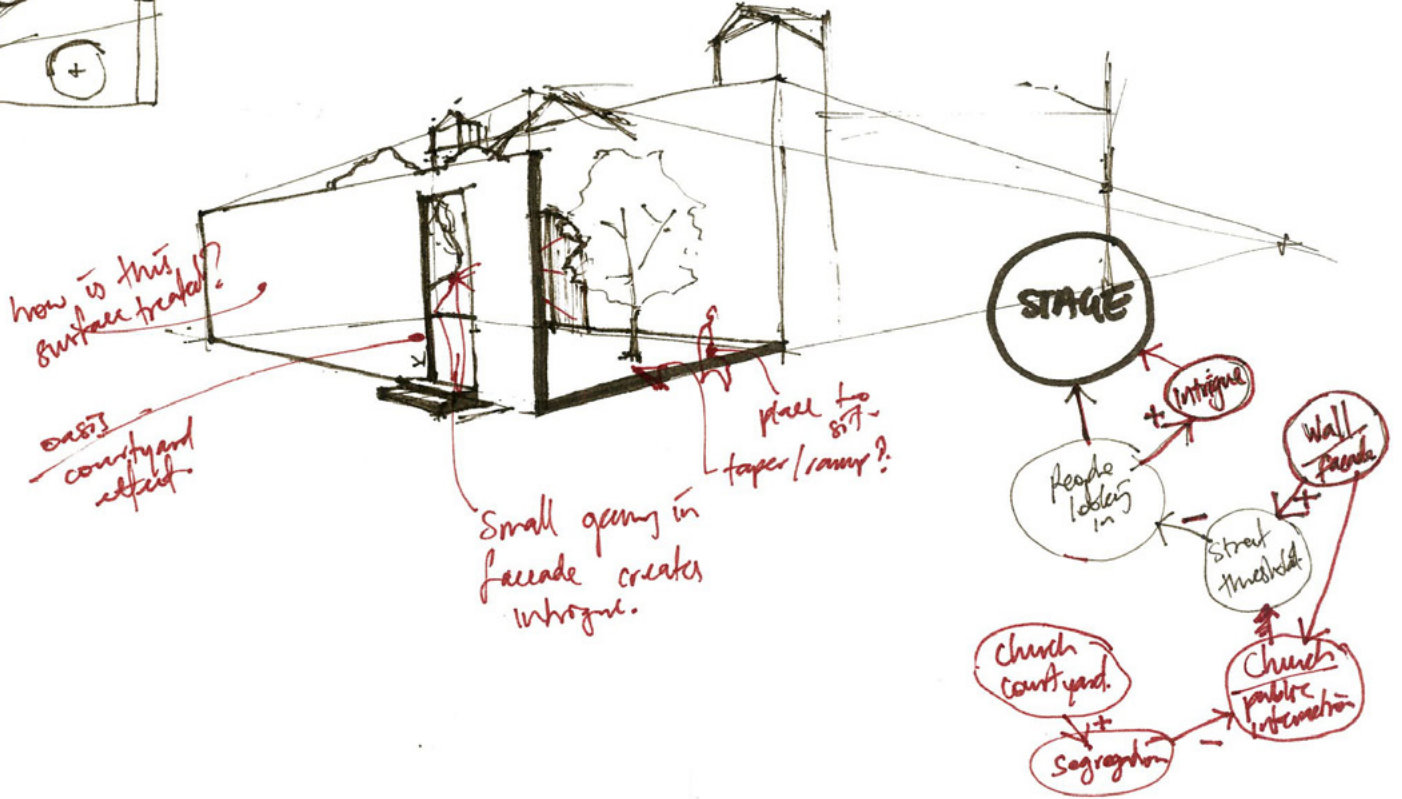 how is this
surface treated?
oasis
courtyard
effect.
Small opening in
facade creates
intrigue.
place to
sit.
taper/ramp?
STAGE
intrigue
+
People
looking
in
-
Wall
facade
+
Street
threshold.
Church
courtyard.
+
Segregation
-
Church
public
interaction